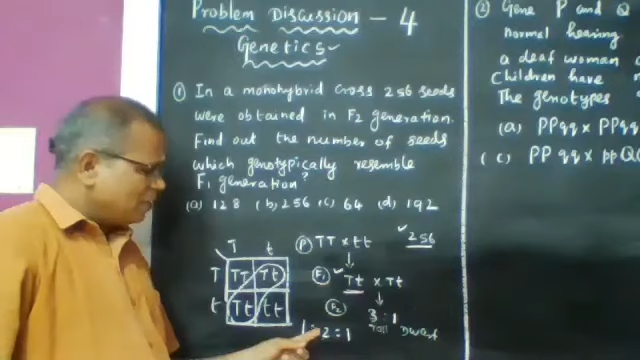 Problem Discussion - 4
Genetics
① In a monohybrid cross 256 seeds
were obtained in F2 generation.
Find out the number of seeds
which genotypically resemble
F1 generation?
(a) 128 (b) 256 (c) 64 (d) 192
T t
T TT Tt
t Tt tt
(P) TT x tt
✓256
(F1) ✓Tt x Tt
(F2)
3 : 1
Tall Dwarf
1 : 2 : 1
② Gene P and Q
normal hearing
a deaf woman
Children have
The genotypes
(a) PPqq x PPqq
(c) PP qq x pp